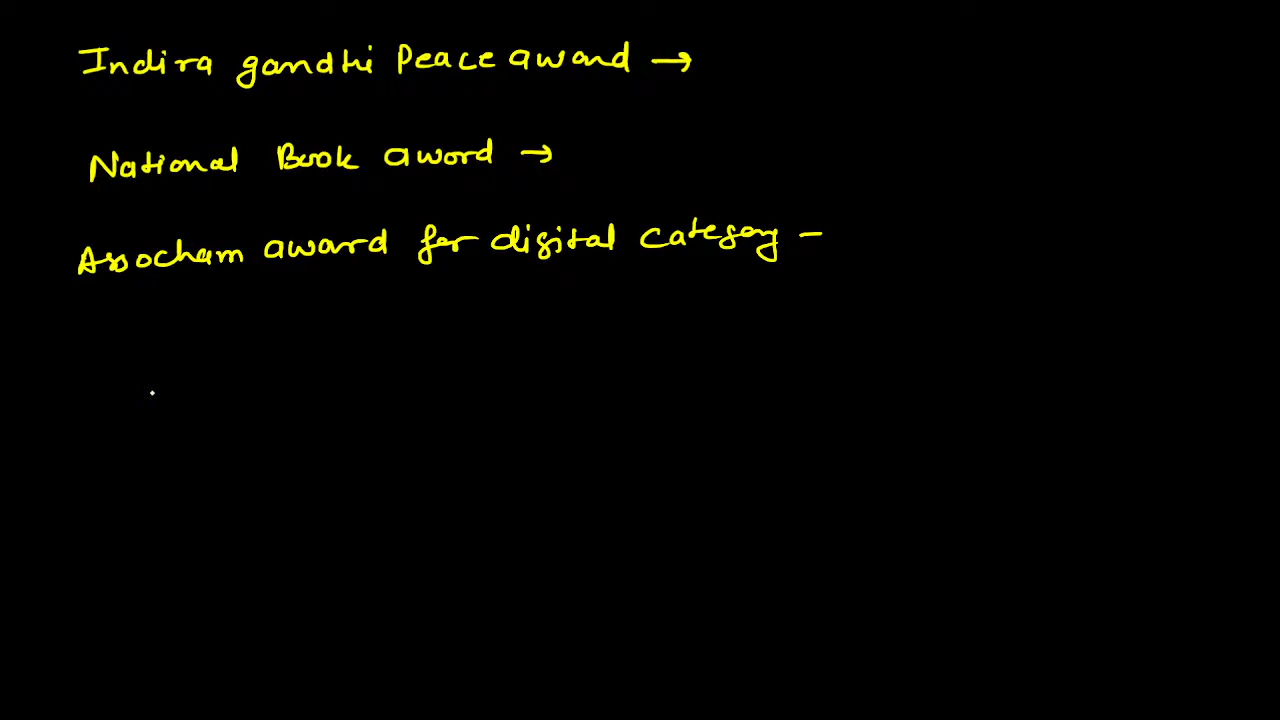 Indira gandhi Peace award →
National Book award →
Assocham award for digital category -